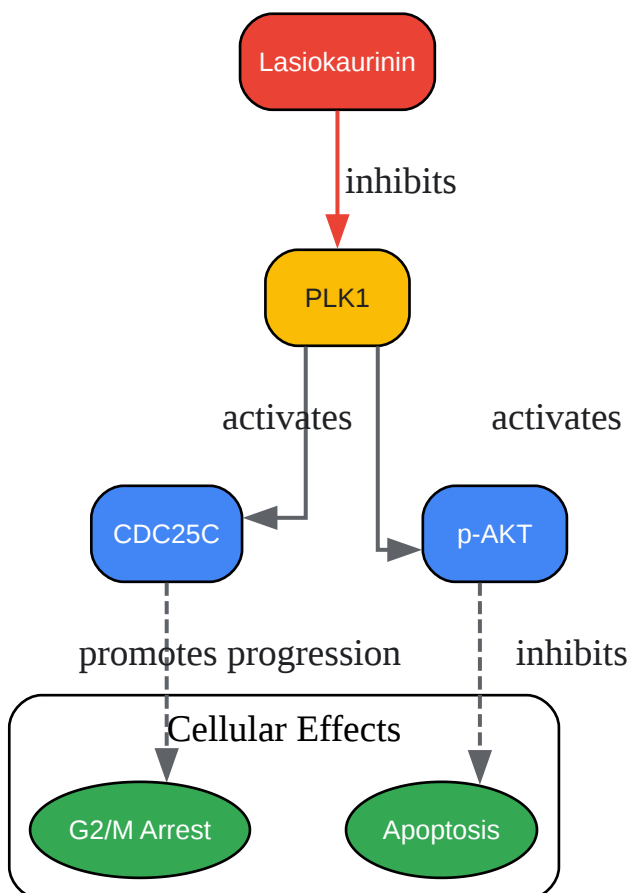 Lasiokaurinin
inhibits
PLK1
activates
activates
CDC25C
p-AKT
promotes progression
inhibits
Cellular Effects
G2/M Arrest
Apoptosis